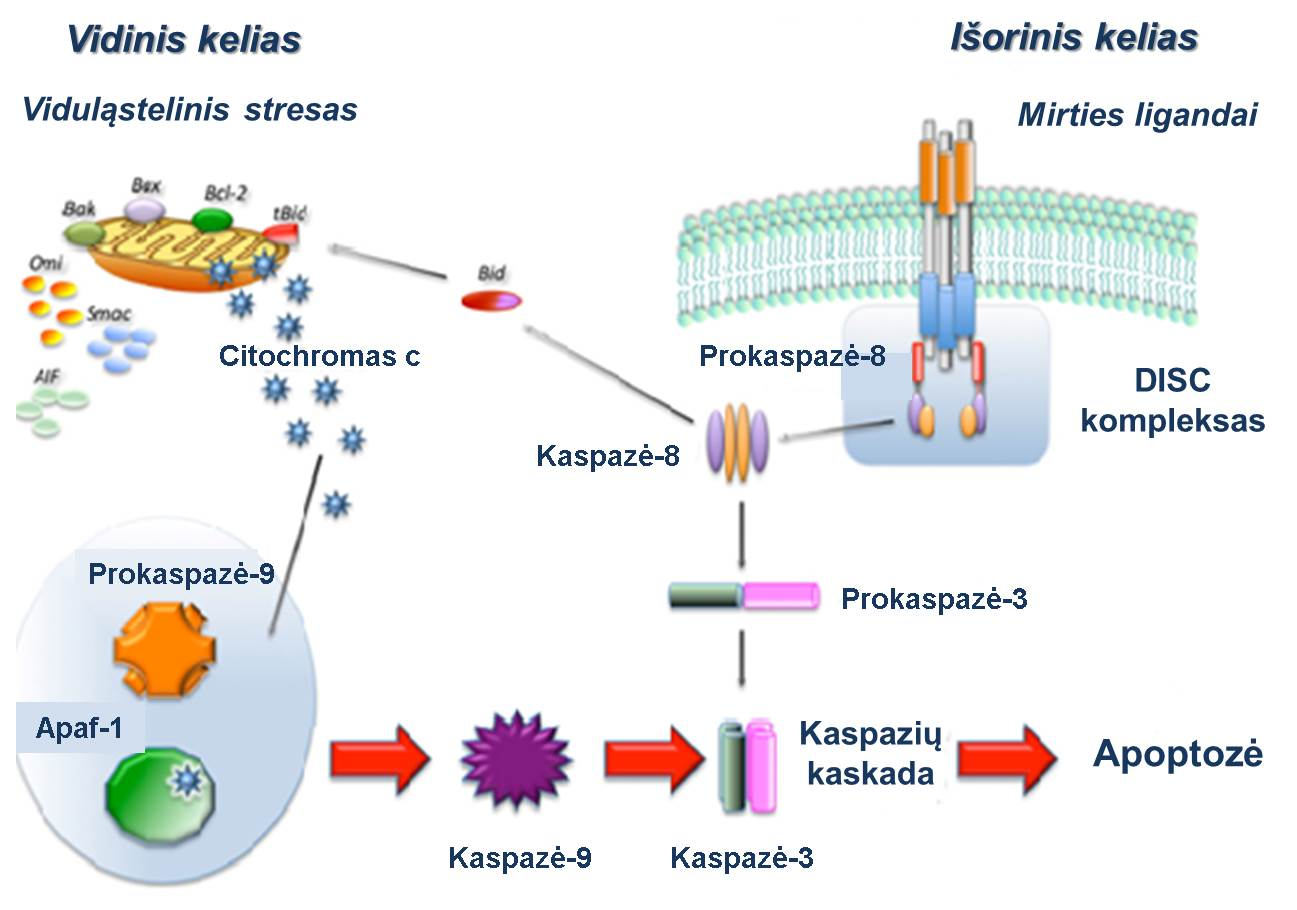 Vidinis kelias
Išorinis kelias
Viduląstelinis stresas
Mirties ligandai
Bak
Bax
Bcl-2
tBid
Omi
Smac
AIF
Bid
Citochromas c
Prokaspazė-8
DISC
kompleksas
Kaspazė-8
Prokaspazė-9
Prokaspazė-3
Apaf-1
Kaspazių
kaskada
Apoptozė
Kaspazė-9
Kaspazė-3